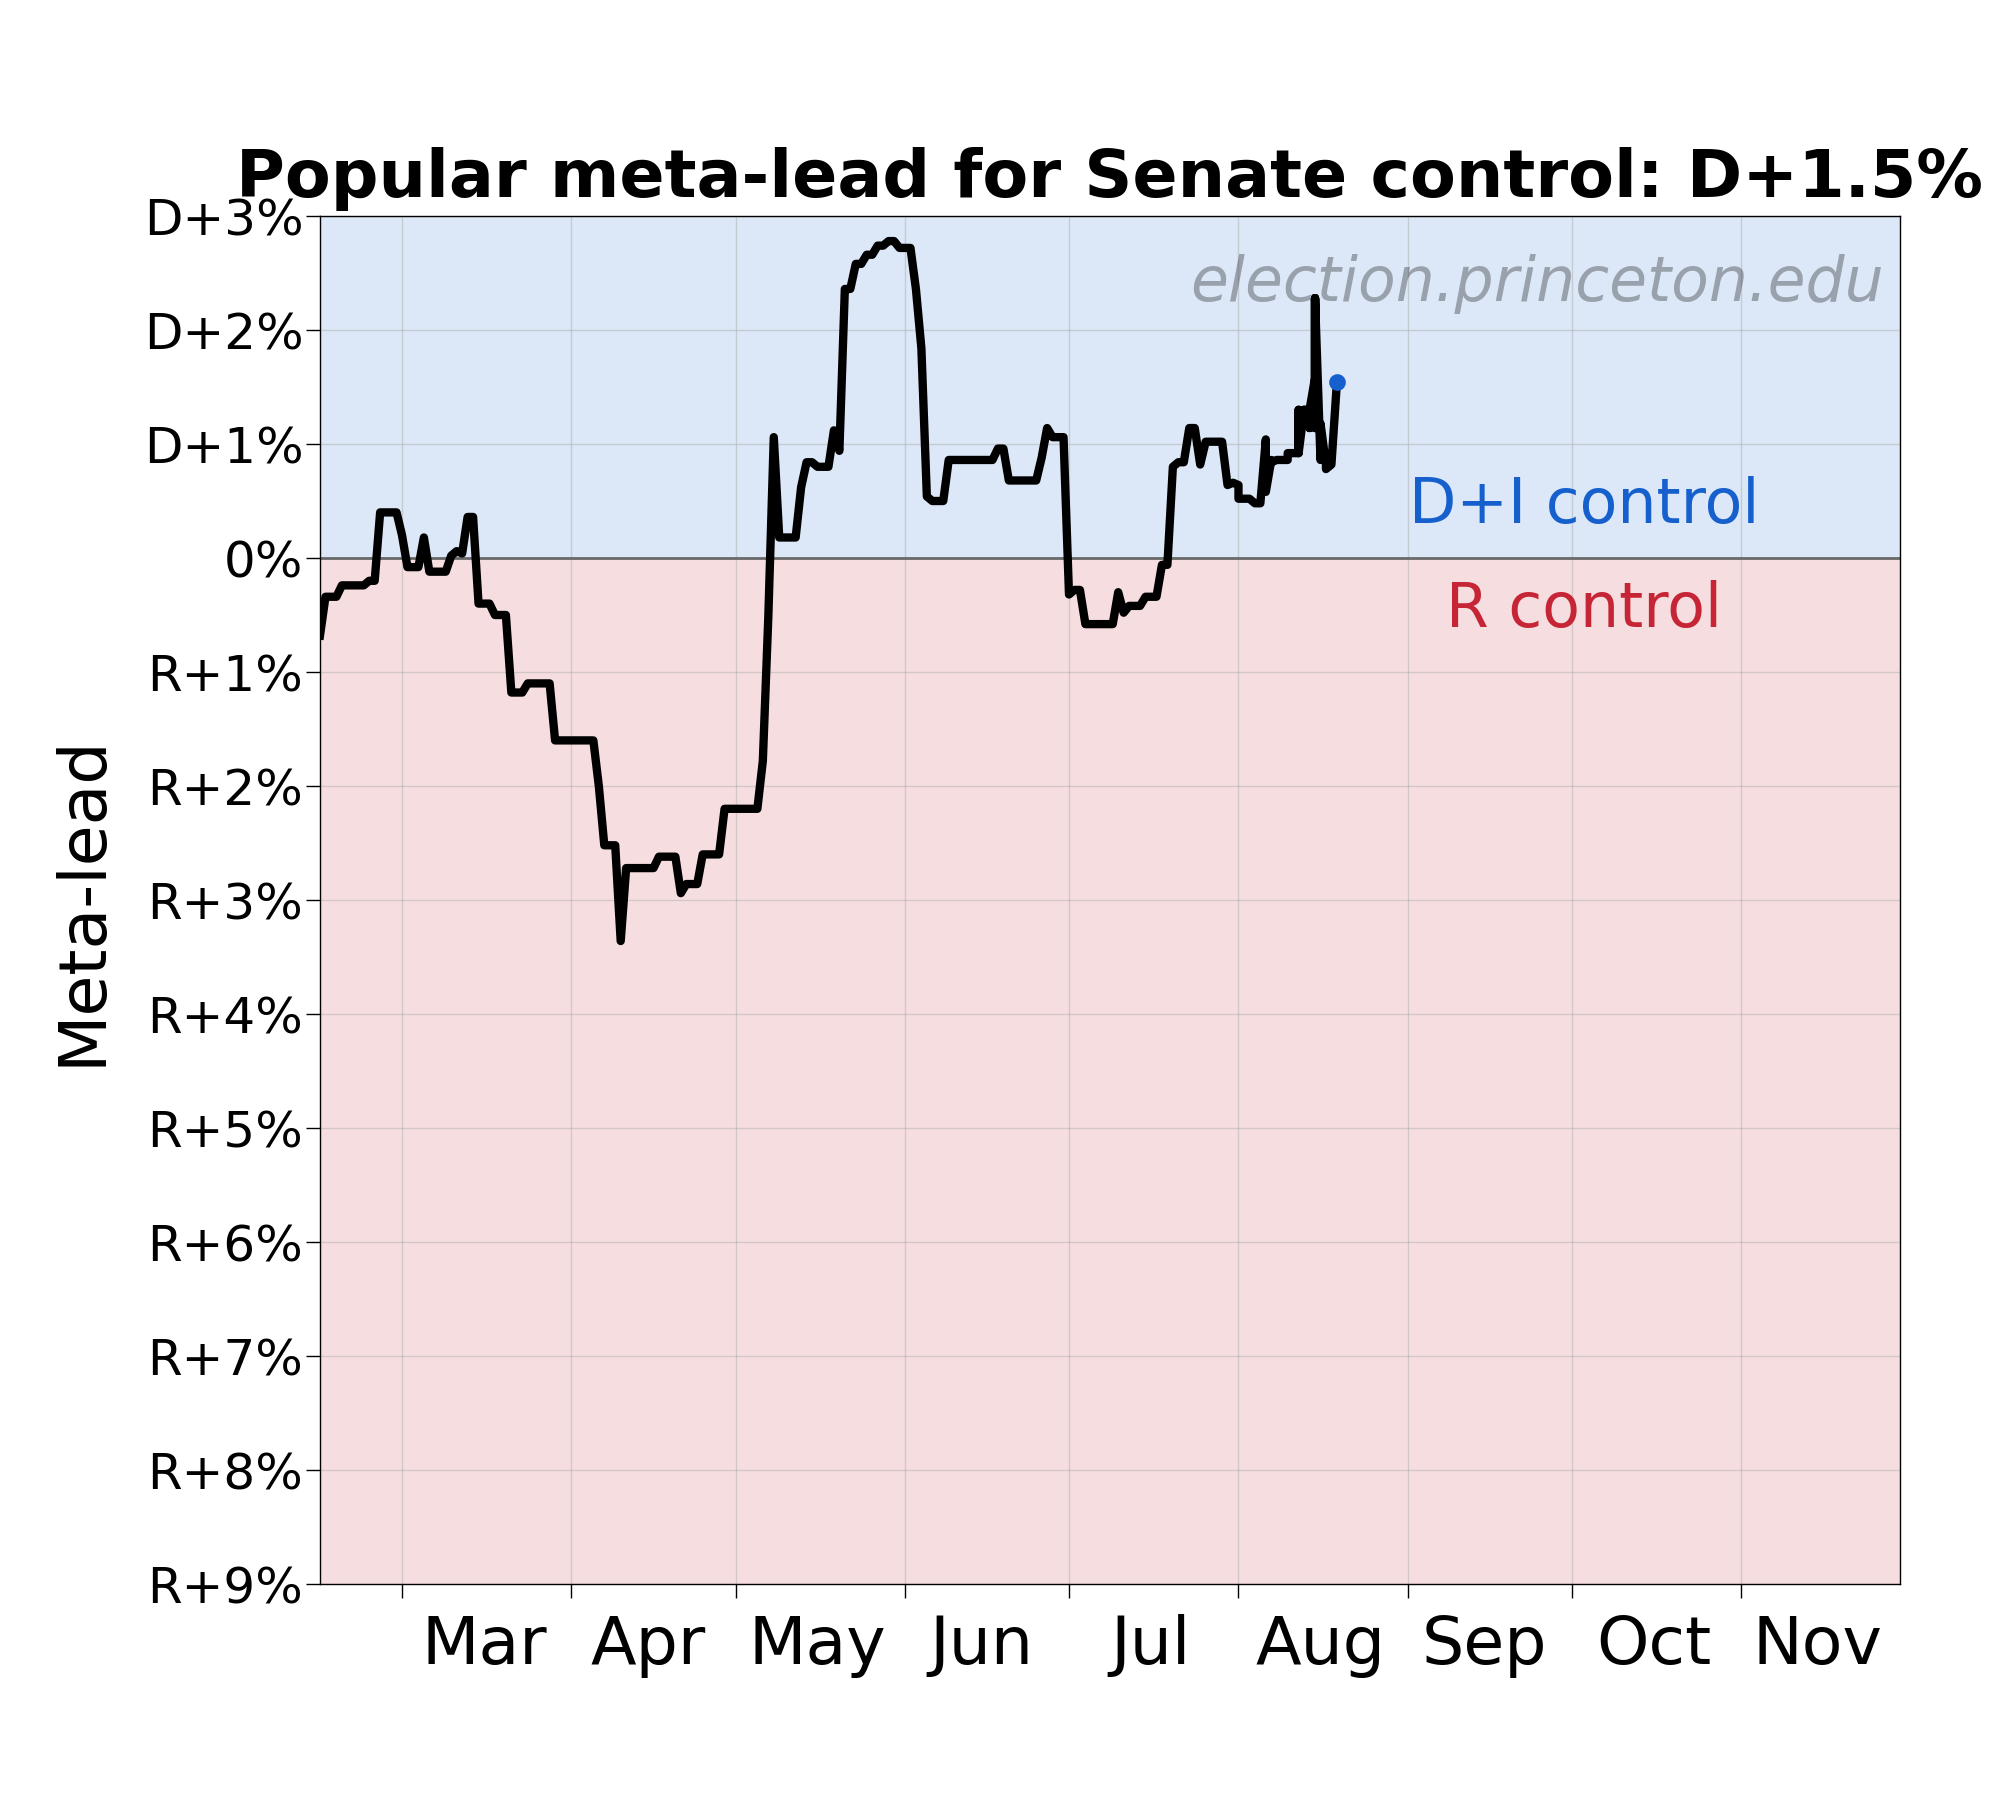 Popular meta-lead for Senate control: D+1.5%
D+3%
election.princeton.edu
D+2%
D+1%
D+I control
0%
R control
R+1%
Meta-lead
R+2%
R+3%
R+4%
R+5%
R+6%
R+7%
R+8%
R+9%
Mar Apr May Jun Jul Aug Sep Oct Nov